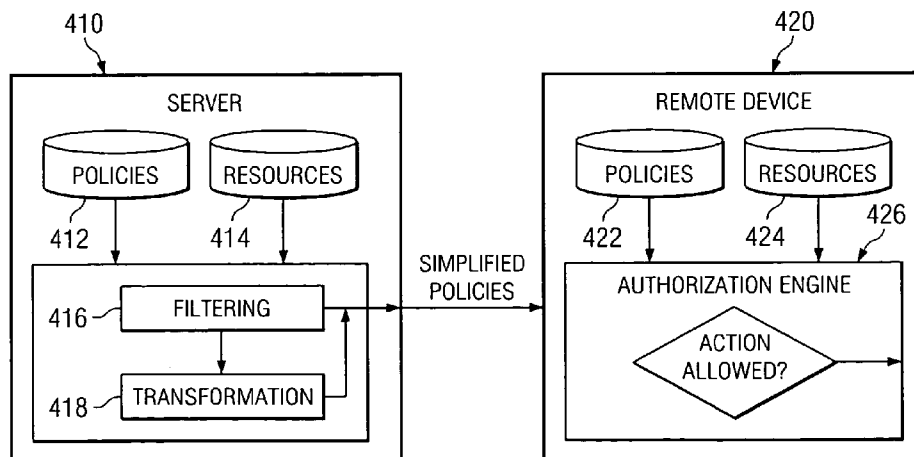 410
420
SERVER
REMOTE DEVICE
POLICIES
RESOURCES
POLICIES
RESOURCES
412
414
422
424
426
SIMPLIFIED
POLICIES
AUTHORIZATION ENGINE
416
FILTERING
ACTION
ALLOWED?
418
TRANSFORMATION